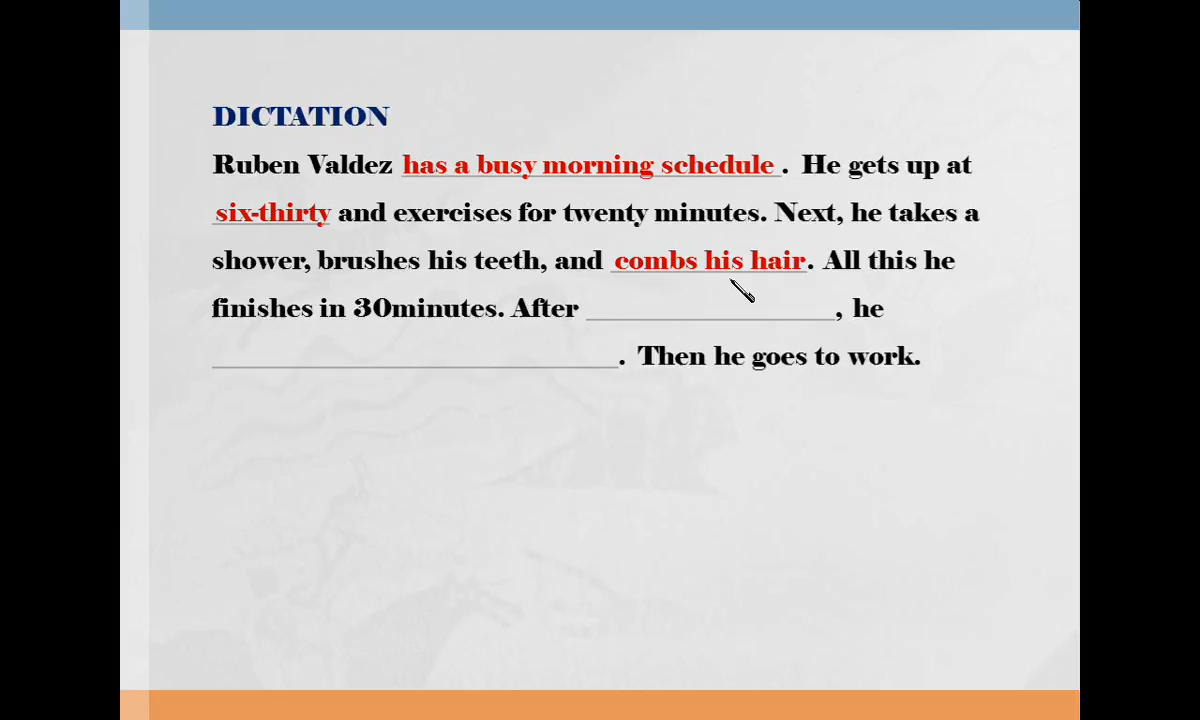 DICTATION
Ruben Valdez has a busy morning schedule . He gets up at
six-thirty and exercises for twenty minutes. Next, he takes a
shower, brushes his teeth, and combs his hair. All this he
finishes in 30minutes. After ____________, he
____________________. Then he goes to work.